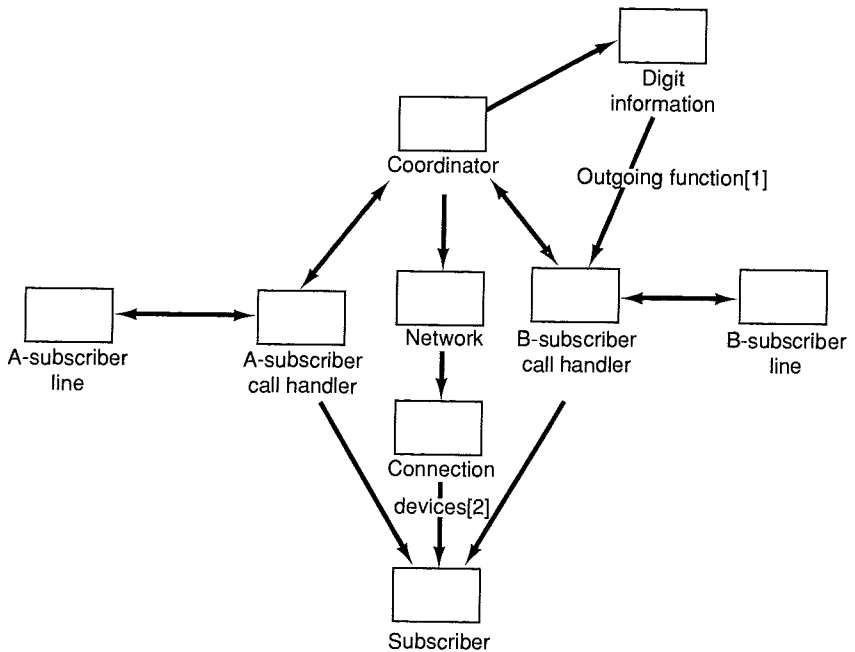 Digit
information
Coordinator
Outgoing function[1]
A-subscriber
line
A-subscriber
call handler
Network
B-subscriber
call handler
B-subscriber
line
Connection
devices[2]
Subscriber